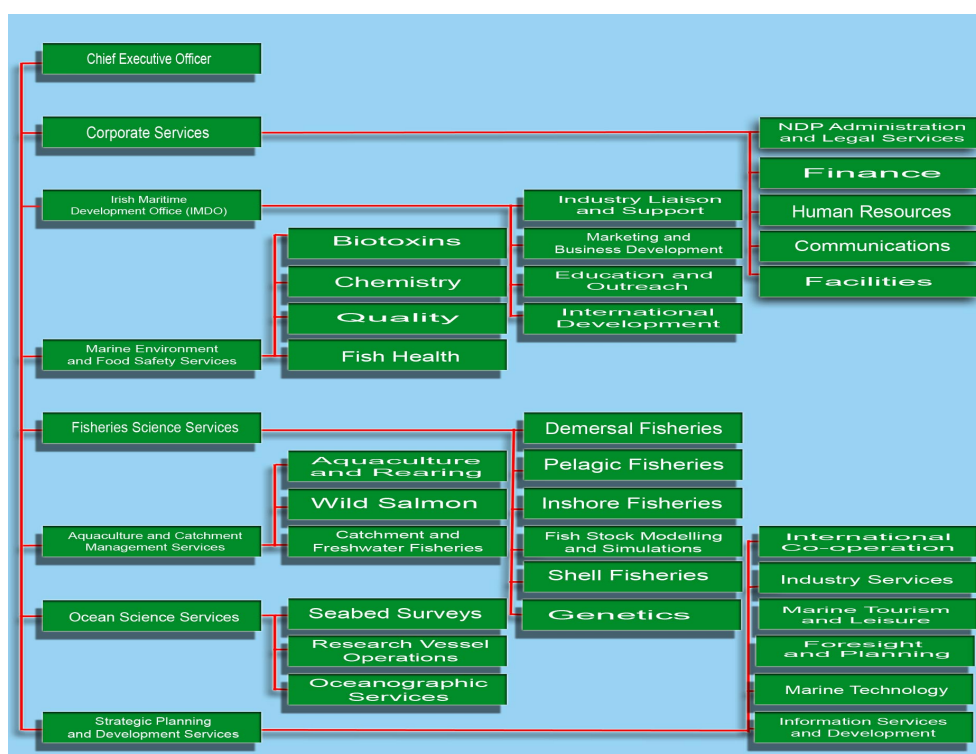 Chief Executive Officer
Corporate Services
NDP Administration
and Legal Services
Finance
Human Resources
Communications
Facilities
Irish Maritime
Development Office (IMDO)
Industry Liaison
and Support
Marketing and
Business Development
Education and
Outreach
International
Development
Marine Environment
and Food Safety Services
Biotoxins
Chemistry
Quality
Fish Health
Fisheries Science Services
Demersal Fisheries
Pelagic Fisheries
Inshore Fisheries
Fish Stock Modelling
and Simulations
Shell Fisheries
Genetics
Aquaculture and Catchment
Management Services
Aquaculture
and Rearing
Wild Salmon
Catchment and
Freshwater Fisheries
Ocean Science Services
Seabed Surveys
Research Vessel
Operations
Oceanographic
Services
Strategic Planning
and Development Services
International
Co-operation
Industry Services
Marine Tourism
and Leisure
Foresight
and Planning
Marine Technology
Information Services
and Development